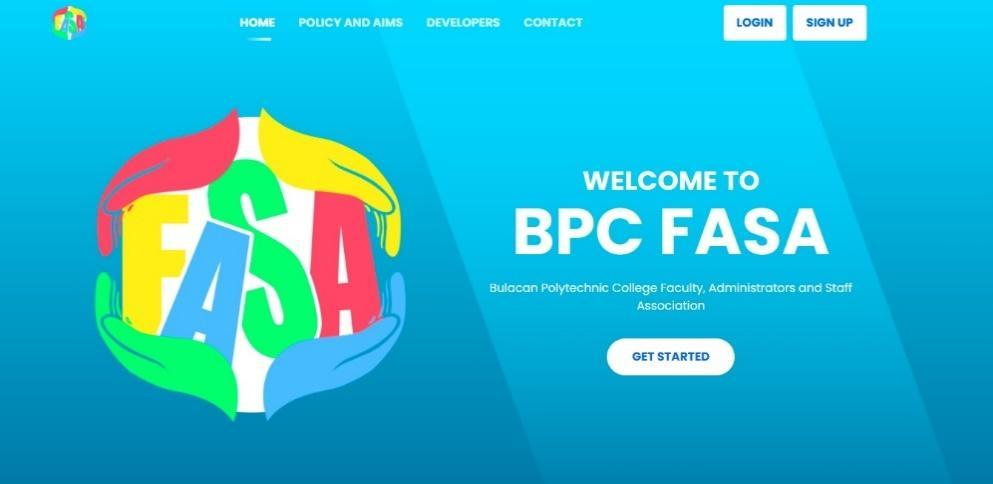 HOME
POLICY AND AIMS
DEVELOPERS
CONTACT
LOGIN
SIGN UP
FASA
WELCOME TO
BPC FASA
Bulacan Polytechnic College Faculty, Administrators and Staff
Association
GET STARTED